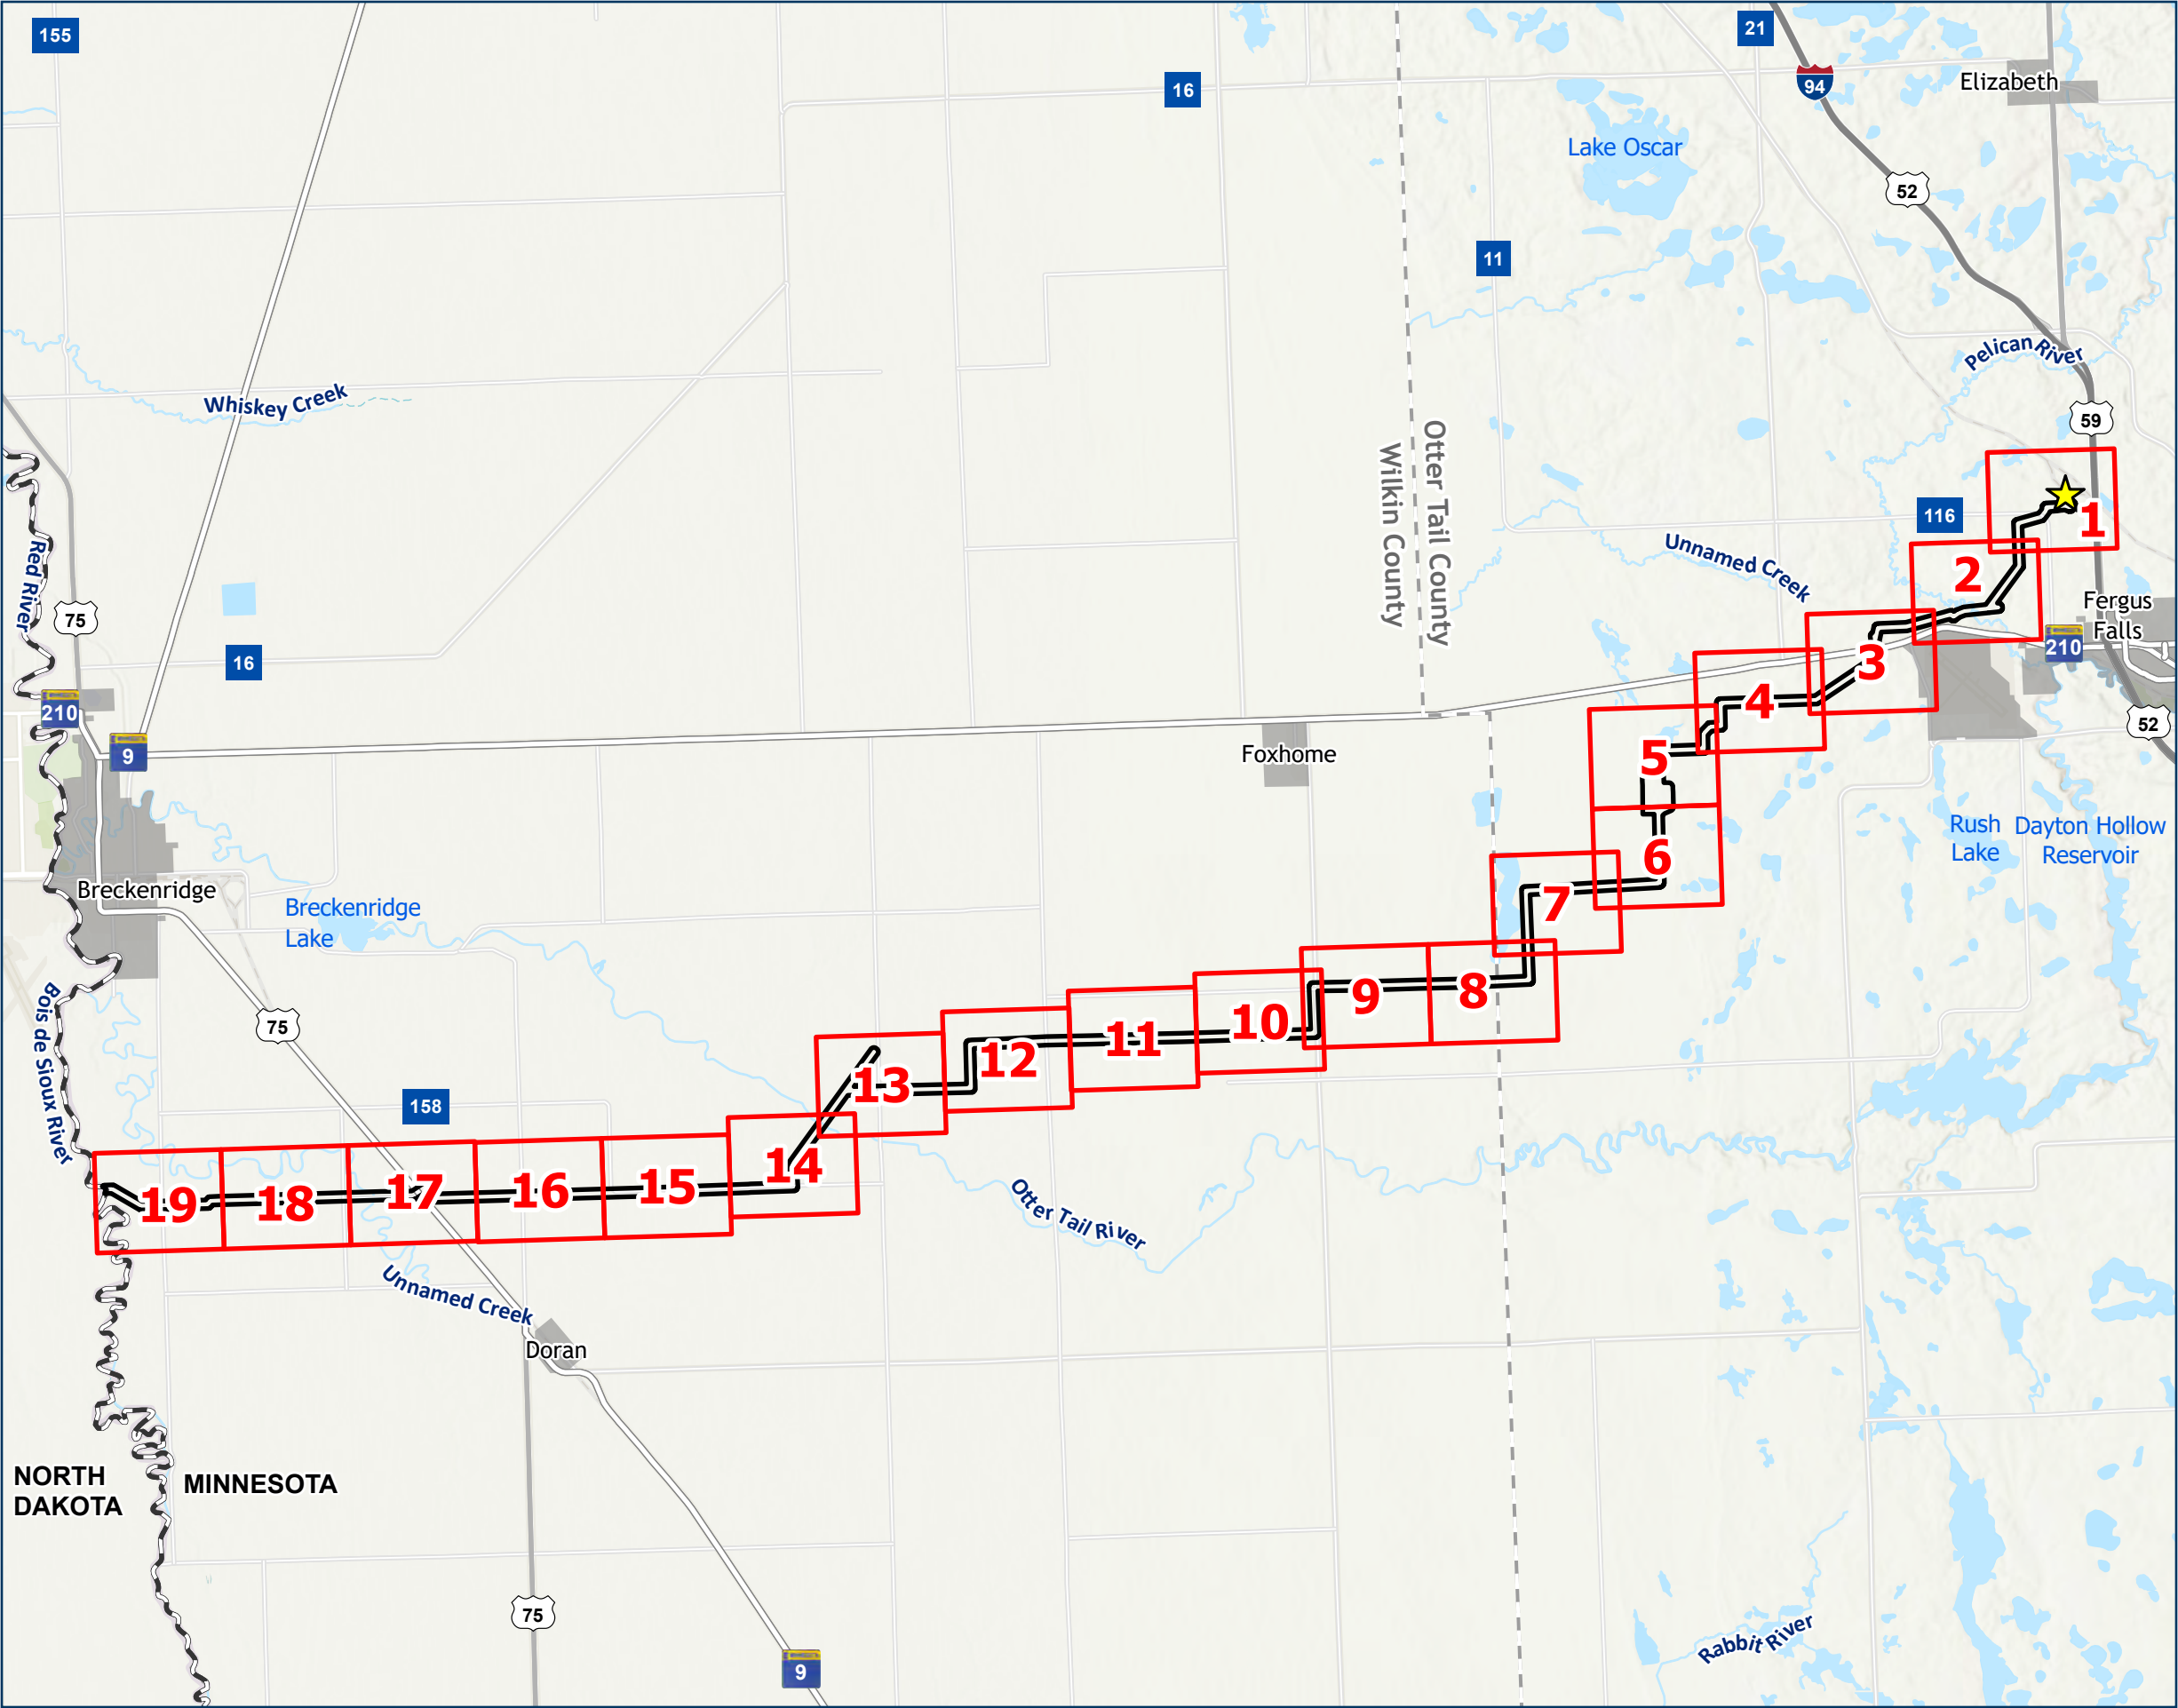 155
21
16
94
Elizabeth
Lake Oscar
52
11
Pelican River
Whiskey Creek
59
Otter Tail County
Wilkin County
116
1
Unnamed Creek
2
Red River
75
Fergus
Falls
210
16
3
4
210
9
52
Foxhome
5
Rush
Lake
Dayton Hollow
Reservoir
6
Breckenridge
Breckenridge
Lake
7
8
9
10
11
12
13
75
Bois de Sioux River
158
14
15
16
17
18
19
Otter Tail River
Unnamed Creek
Doran
NORTH
DAKOTA
MINNESOTA
75
9
Rabbit River